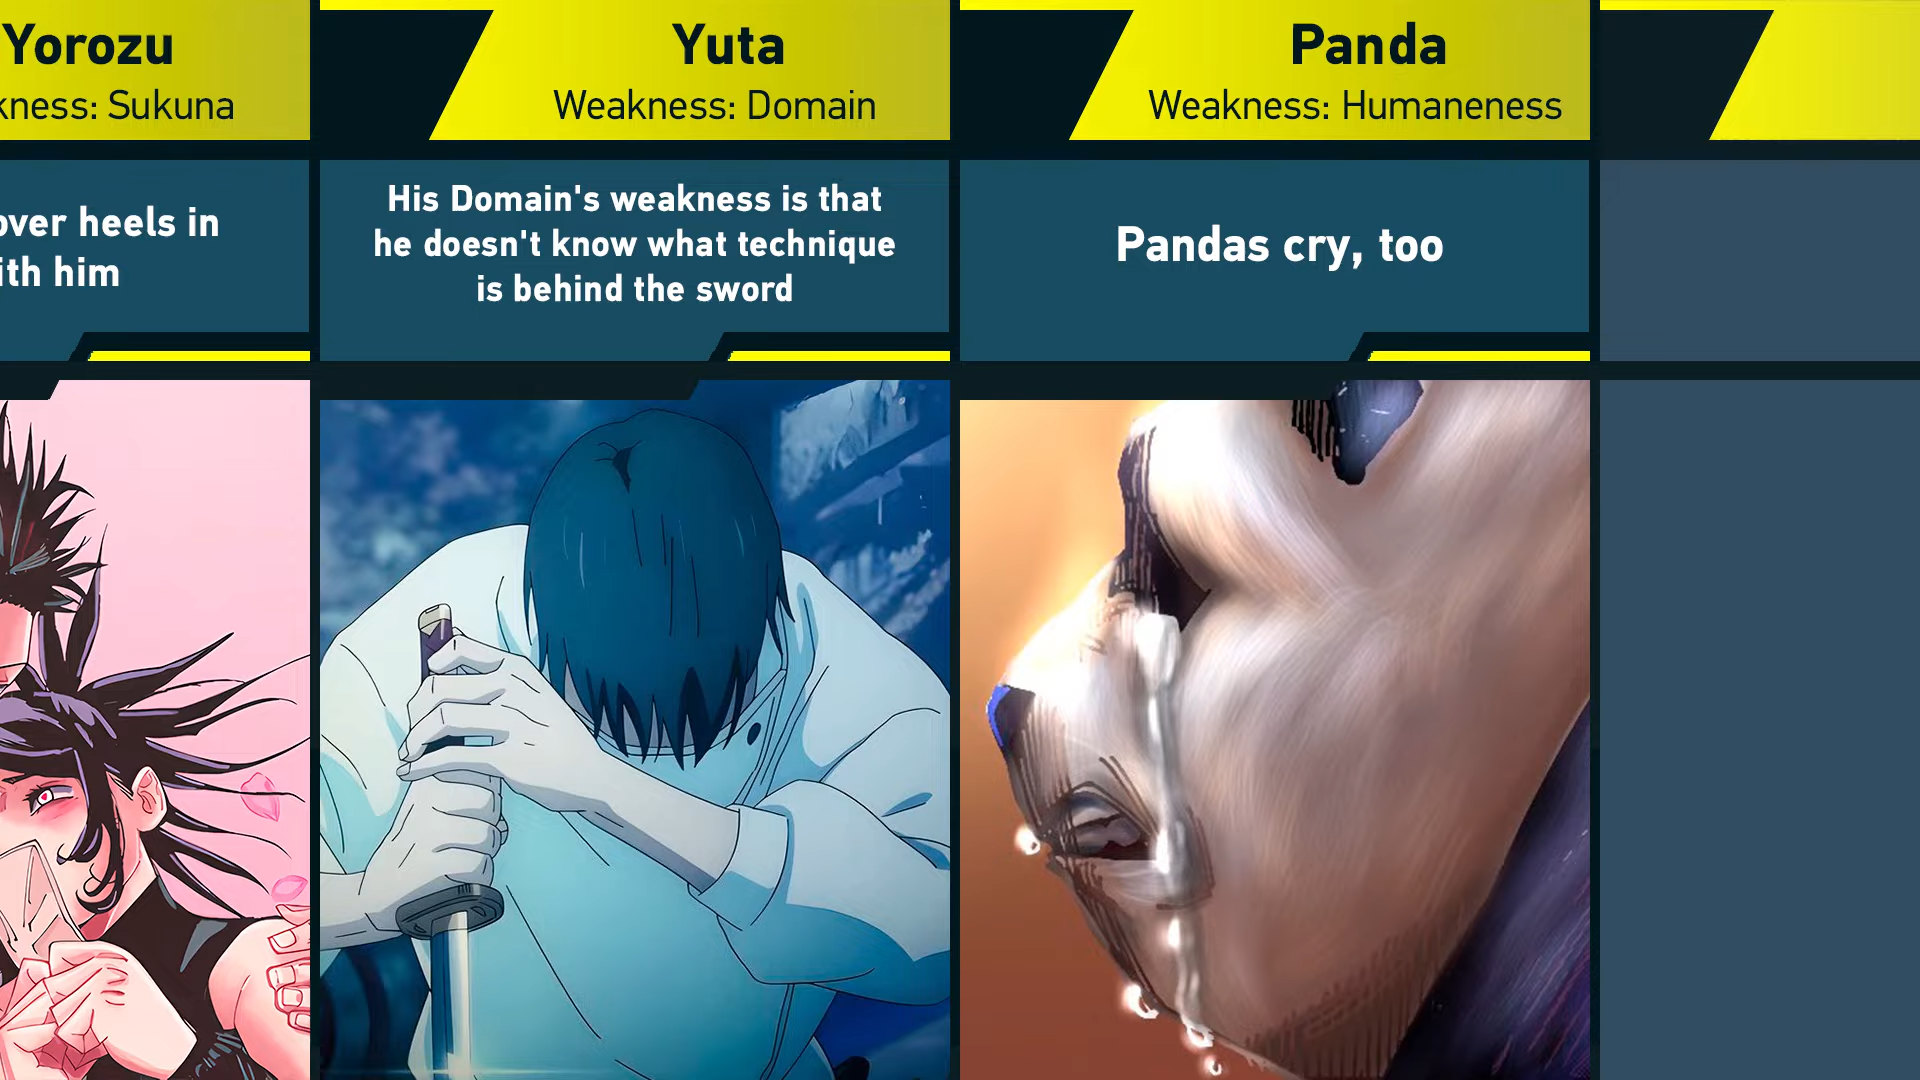 Yorozu
kness: Sukuna
over heels in
ith him
Yuta
Weakness: Domain
His Domain's weakness is that
he doesn't know what technique
is behind the sword
Panda
Weakness: Humaneness
Pandas cry, too